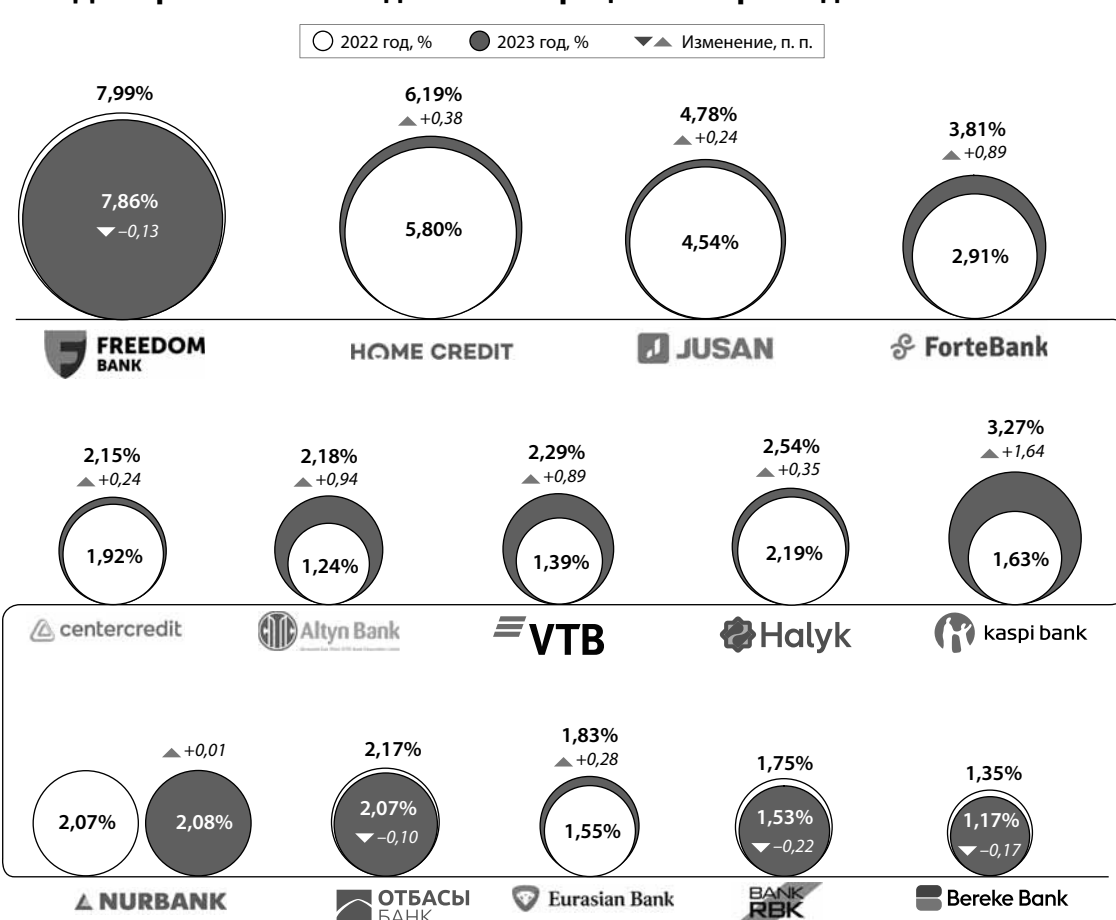 2022 год, % 2023 год, % Изменение, п. п.
7,99% 6,19% 4,78% 3,81%
+0,38 +0,24 +0,89
7,86% 5,80% 4,54% 2,91%
–0,13
FREEDOM BANK HOME CREDIT JUSAN ForteBank
2,15% 2,18% 2,29% 2,54% 3,27%
+0,24 +0,94 +0,89 +0,35 +1,64
1,92% 1,24% 1,39% 2,19% 1,63%
centercredit Altyn Bank VTB Halyk kaspi bank
+0,01 2,17% 1,83% 1,75% 1,35%
+0,28
2,07% 2,08% 2,07% 1,55% 1,53% 1,17%
–0,10 –0,22 –0,17
NURBANK ОТБАСЫ БАНК Eurasian Bank BANK RBK Bereke Bank